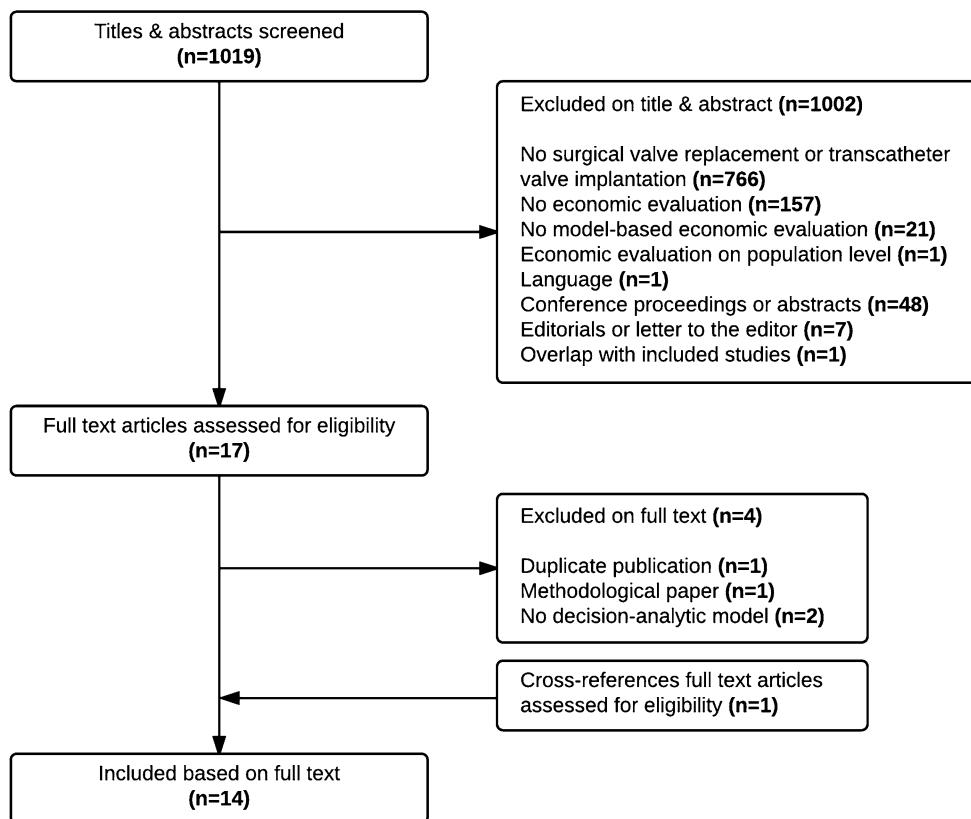 Titles & abstracts screened
(n=1019)
Excluded on title & abstract (n=1002)
No surgical valve replacement or transcatheter
valve implantation (n=766)
No economic evaluation (n=157)
No model-based economic evaluation (n=21)
Economic evaluation on population level (n=1)
Language (n=1)
Conference proceedings or abstracts (n=48)
Editorials or letter to the editor (n=7)
Overlap with included studies (n=1)
Full text articles assessed for eligibility
(n=17)
Excluded on full text (n=4)
Duplicate publication (n=1)
Methodological paper (n=1)
No decision-analytic model (n=2)
Cross-references full text articles
assessed for eligibility (n=1)
Included based on full text
(n=14)